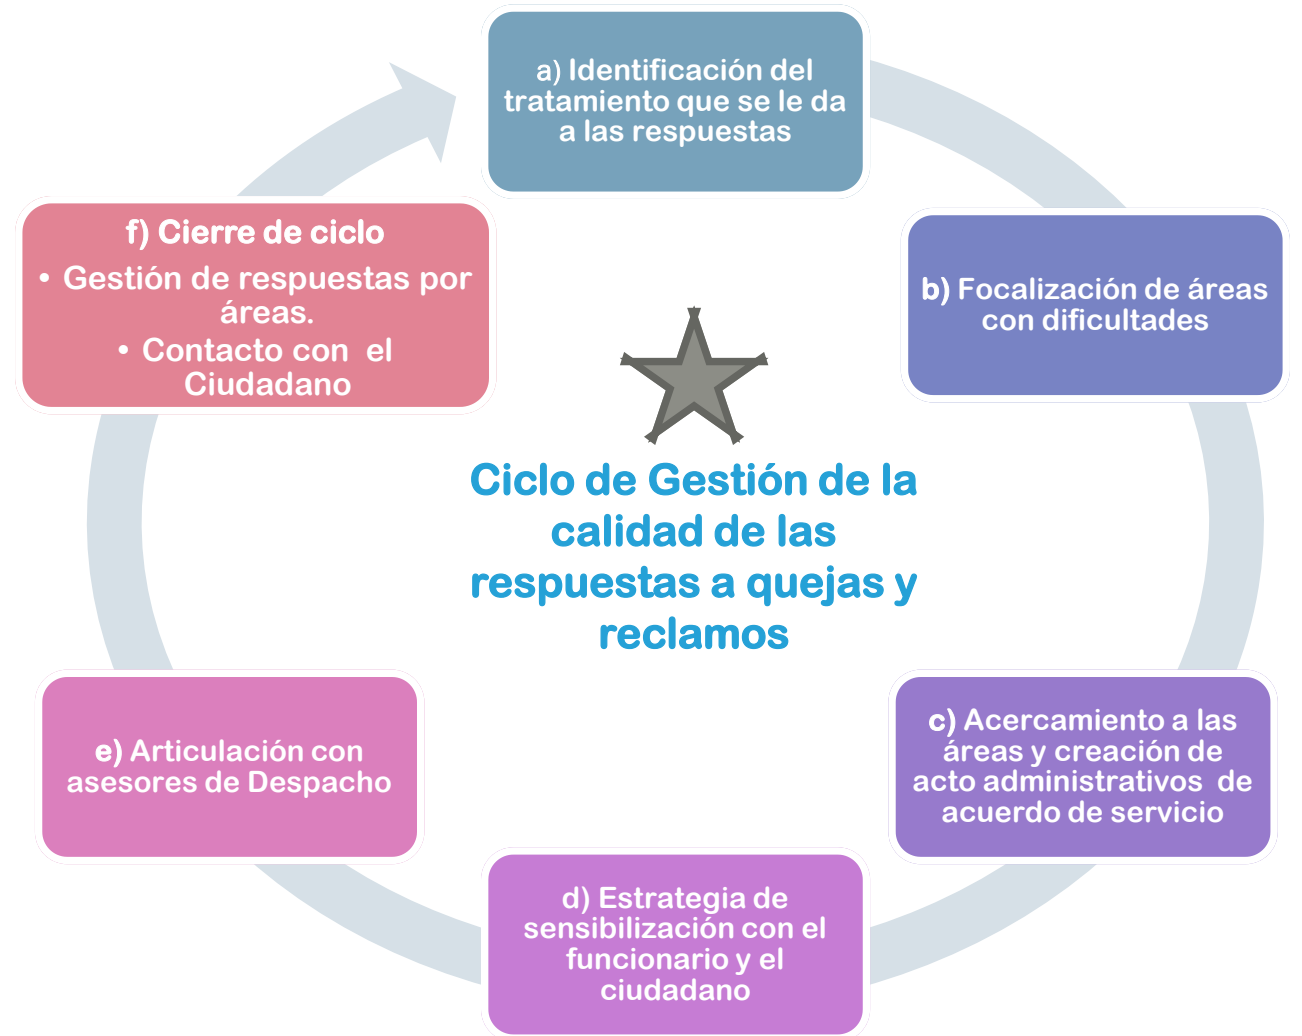 a) Identificación del
tratamiento que se le da
a las respuestas
b) Focalización de áreas
con dificultades
c) Acercamiento a las
áreas y creación de
acto administrativos  de
acuerdo de servicio
d) Estrategia de
sensibilización con el
funcionario y el
ciudadano
e) Articulación con
asesores de Despacho
f) Cierre de ciclo
• Gestión de respuestas por
áreas.
• Contacto con  el
Ciudadano
Ciclo de Gestión de la
calidad de las
respuestas a quejas y
reclamos